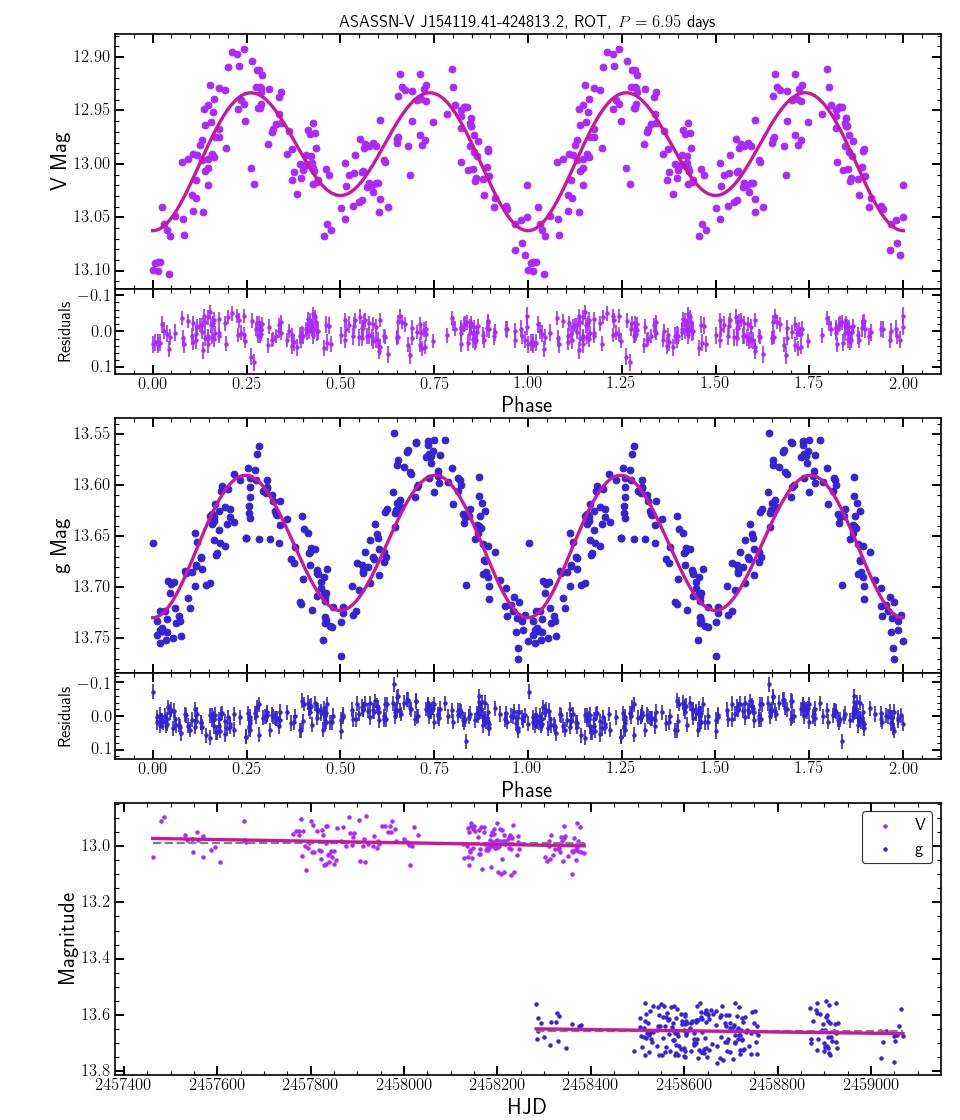 ASASSN-V J154119.41-424813.2, ROT, P = 6.95 days
12.90
12.95
13.00
13.05
13.10
V Mag
−0.1
0.0
0.1
Residuals
0.00 0.25 0.50 0.75 1.00 1.25 1.50 1.75 2.00
Phase
13.55
13.60
13.65
13.70
13.75
g Mag
−0.1
0.0
0.1
Residuals
0.00 0.25 0.50 0.75 1.00 1.25 1.50 1.75 2.00
Phase
V
g
13.0
13.2
13.4
13.6
13.8
Magnitude
2457400 2457600 2457800 2458000 2458200 2458400 2458600 2458800 2459000
HJD